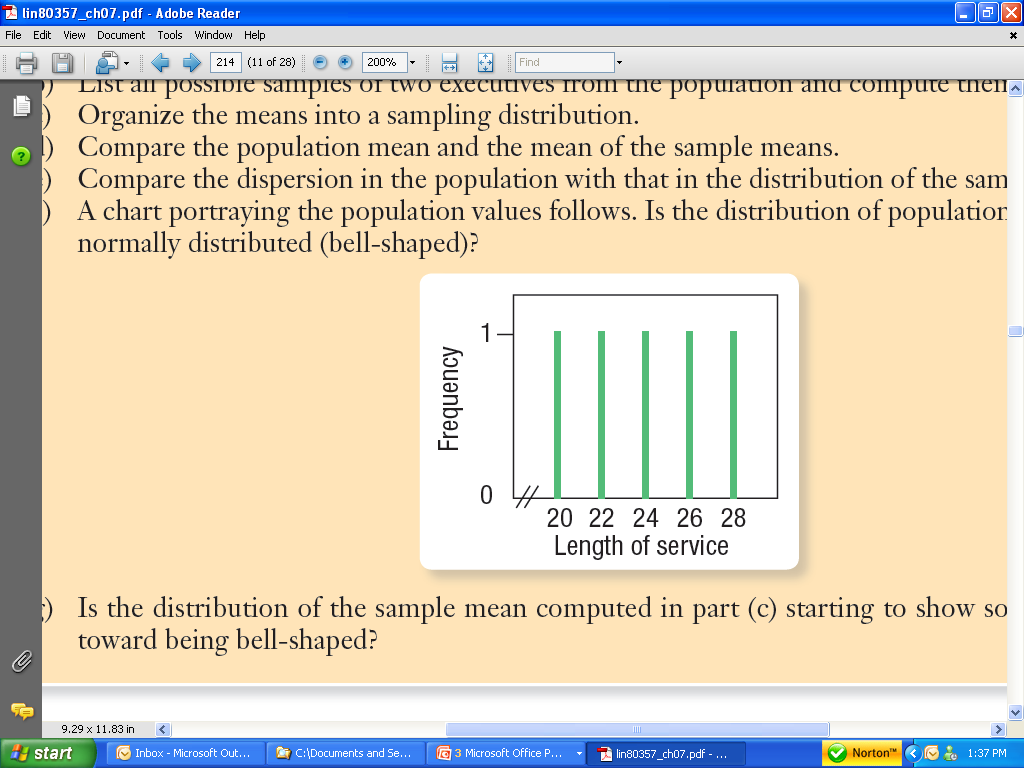 lin80357_ch07.pdf - Adobe Reader
File Edit View Document Tools Window Help
214 (11 of 28) 200% Find
List all possible samples of two executives from the population and compute their
) Organize the means into a sampling distribution.
) Compare the population mean and the mean of the sample means.
) Compare the dispersion in the population with that in the distribution of the sam
) A chart portraying the population values follows. Is the distribution of population
normally distributed (bell-shaped)?
1
Frequency
0
20 22 24 26 28
Length of service
) Is the distribution of the sample mean computed in part (c) starting to show so
toward being bell-shaped?
9.29 x 11.83 in
start Inbox - Microsoft Out... C:\Documents and Se... 3 Microsoft Office P... lin80357_ch07.pdf - ... Norton™ 1:37 PM